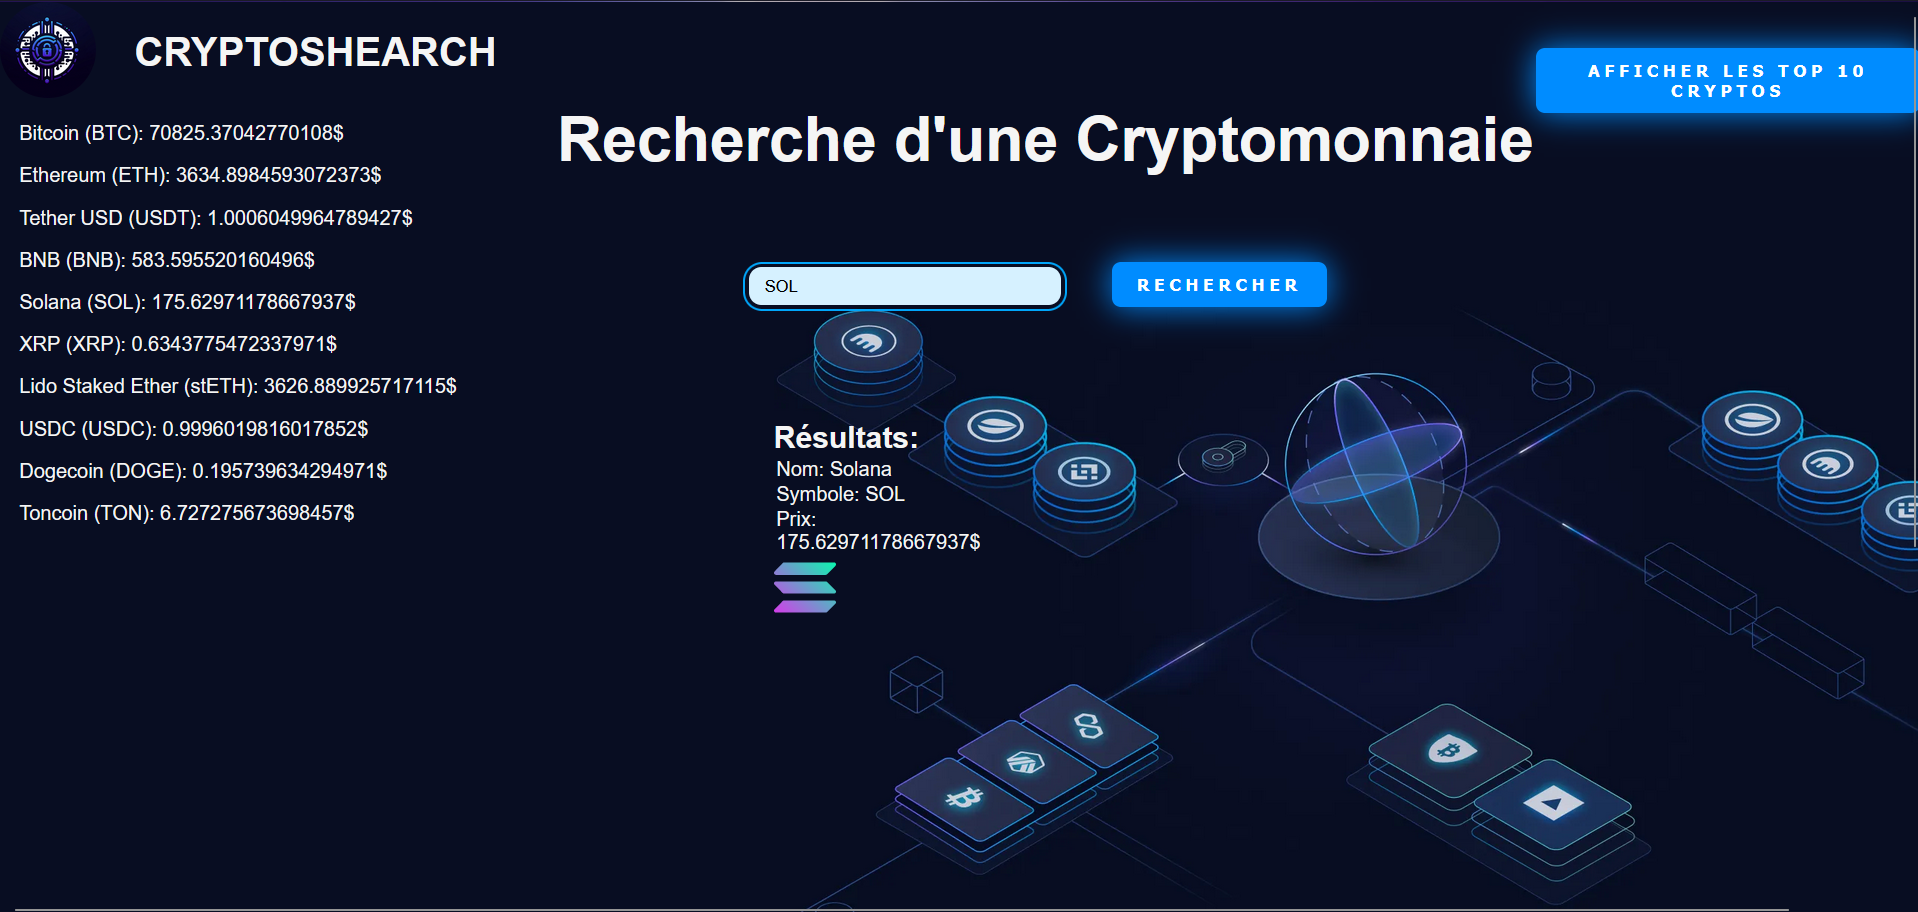 CRYPTOSHEARCH
AFFICHER LES TOP 10
CRYPTOS
Bitcoin (BTC): 70825.37042770108$
Ethereum (ETH): 3634.8984593072373$
Tether USD (USDT): 1.0006049964789427$
BNB (BNB): 583.595520160496$
Solana (SOL): 175.62971178667937$
XRP (XRP): 0.6343775472337971$
Lido Staked Ether (stETH): 3626.889925717115$
USDC (USDC): 0.9996019816017852$
Dogecoin (DOGE): 0.195739634294971$
Toncoin (TON): 6.727275673698457$
Recherche d'une Cryptomonnaie
SOL
RECHERCHER
Résultats:
Nom: Solana
Symbole: SOL
Prix:
175.62971178667937$